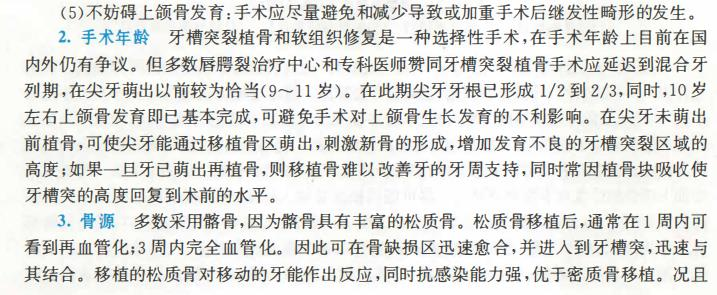 (5)不妨碍上颌骨发育:手术应尽量避免和减少导致或加重手术后继发性畸形的发生。
2. 手术年龄 牙槽突裂植骨和软组织修复是一种选择性手术,在手术年龄上目前在国
内外仍有争议。但多数唇腭裂治疗中心和专科医师赞同牙槽突裂植骨手术应延迟到混合牙
列期,在尖牙萌出以前较为恰当(9～11 岁)。在此期尖牙牙根已形成 1/2 到 2/3,同时,10 岁
左右上颌骨发育即已基本完成,可避免手术对上颌骨生长发育的不利影响。在尖牙未萌出
前植骨,可使尖牙能通过移植骨区萌出,刺激新骨的形成,增加发育不良的牙槽突裂区域的
高度;如果一旦牙已萌出再植骨,则移植骨难以改善牙的牙周支持,同时常因植骨块吸收使
牙槽突的高度回复到术前的水平。
3. 骨源 多数采用髂骨,因为髂骨具有丰富的松质骨。松质骨移植后,通常在 1 周内可
看到再血管化;3 周内完全血管化。因此可在骨缺损区迅速愈合,并进入到牙槽突,迅速与
其结合。移植的松质骨对移动的牙能作出反应,同时抗感染能力强,优于密质骨移植。况且